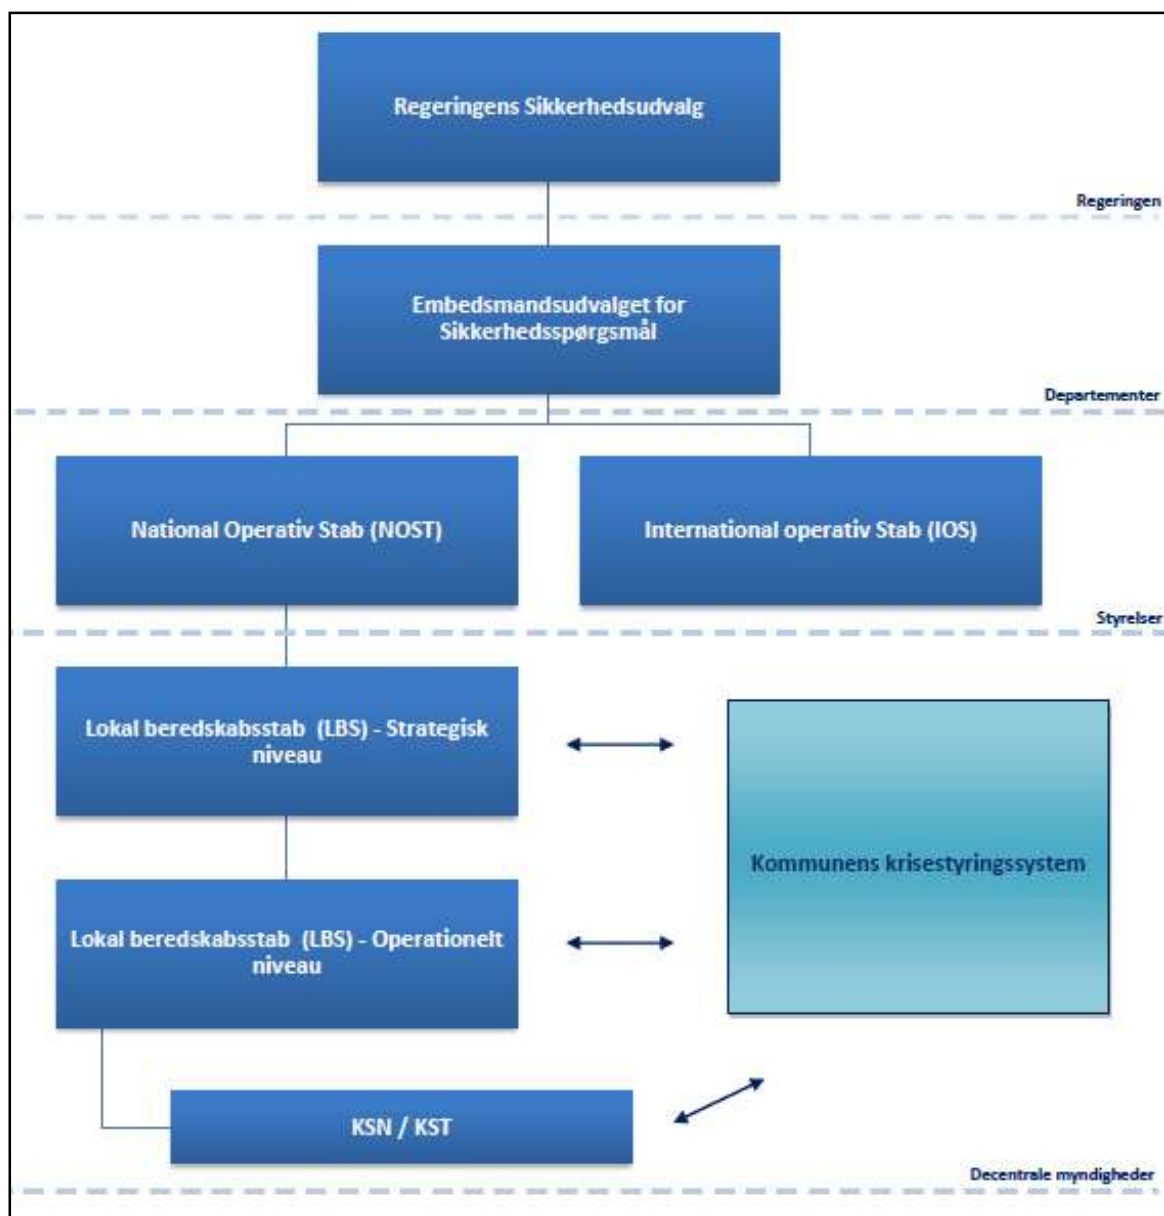 Regeringens Sikkerhedsudvalg
Regeringen
Embedsmandsudvalget for
Sikkerhedsspørgsmål
Departementer
National Operativ Stab (NOST)
International operativ Stab (IOS)
Styrelser
Lokal beredskabsstab (LBS) - Strategisk
niveau
Kommunens krisestyringssystem
Lokal beredskabsstab (LBS) - Operationelt
niveau
KSN / KST
Decentrale myndigheder